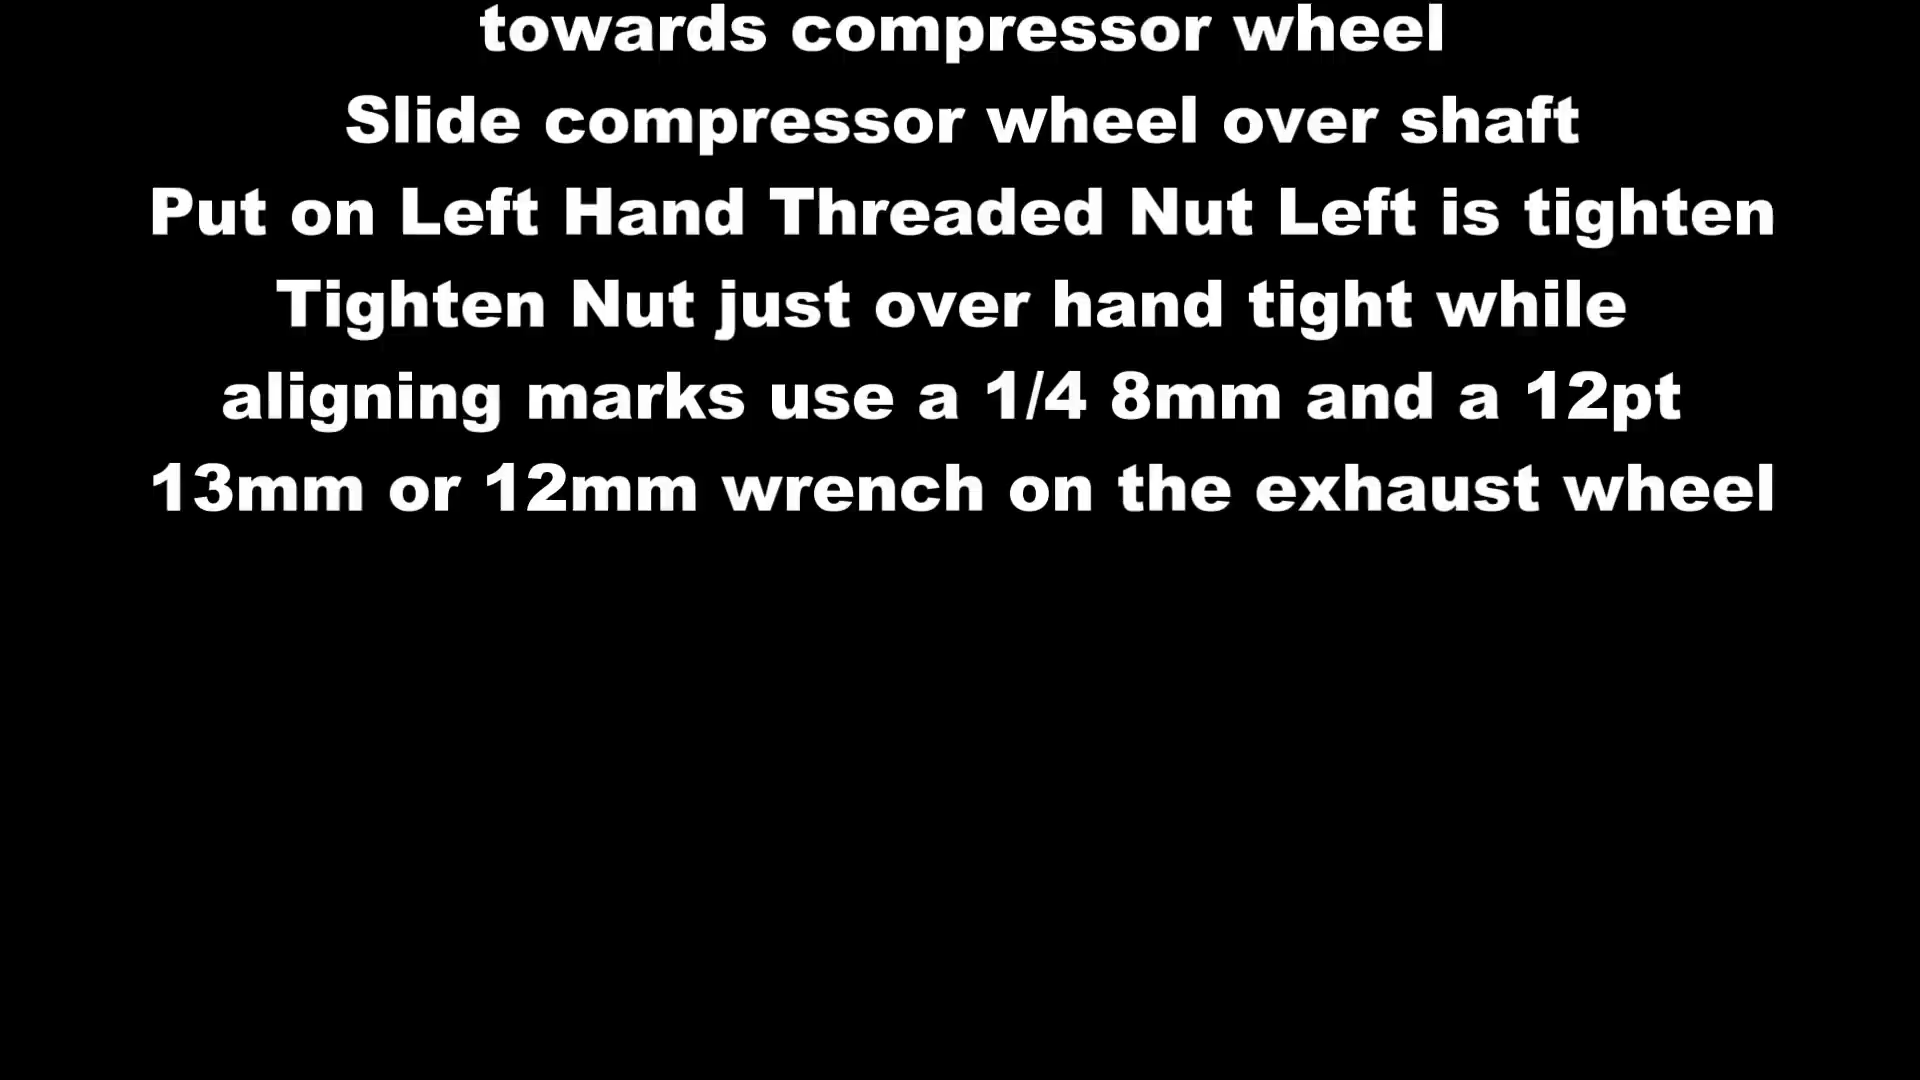 towards compressor wheel
Slide compressor wheel over shaft
Put on Left Hand Threaded Nut Left is tighten
Tighten Nut just over hand tight while
aligning marks use a 1/4 8mm and a 12pt
13mm or 12mm wrench on the exhaust wheel